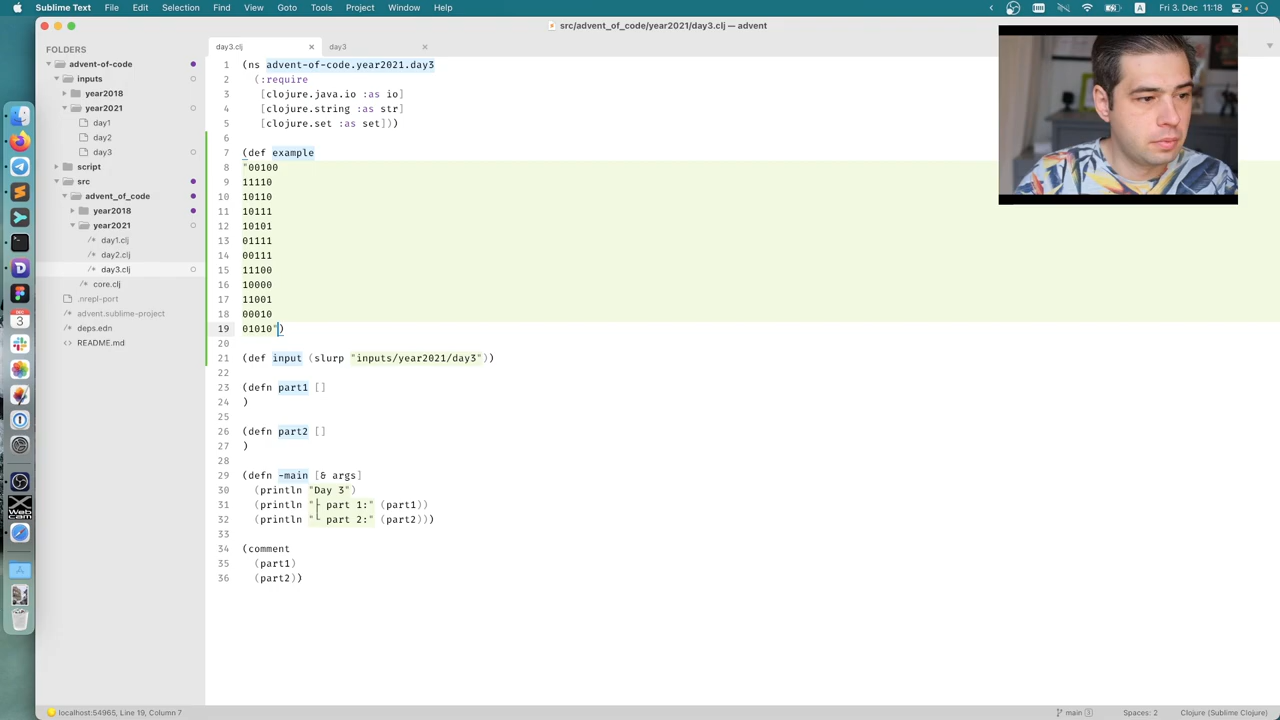 Sublime Text File Edit Selection Find View Goto Tools Project Window Help
Fri 3. Dec 11:18
src/advent_of_code/year2021/day3.clj — advent
FOLDERS
advent-of-code
inputs
year2018
year2021
day1
day2
day3
script
src
advent_of_code
year2018
year2021
/* day1.clj
/* day2.clj
/* day3.clj
/* core.clj
.nrepl-port
/* advent.sublime-project
/* deps.edn
<> README.md
day3.clj
day3
1 (ns advent-of-code.year2021.day3
2 (:require
3 [clojure.java.io :as io]
4 [clojure.string :as str]
5 [clojure.set :as set]))
6
7 (def example
8 "00100
9 11110
10 10110
11 10111
12 10101
13 01111
14 00111
15 11100
16 10000
17 11001
18 00010
19 01010")
20
21 (def input (slurp "inputs/year2021/day3"))
22
23 (defn part1 []
24 )
25
26 (defn part2 []
27 )
28
29 (defn -main [& args]
30 (println "Day 3")
31 (println "├ part 1:" (part1))
32 (println "└ part 2:" (part2)))
33
34 (comment
35 (part1)
36 (part2))
DEC
3
Web
cam
localhost:54965, Line 19, Column 7
main 3
Spaces: 2
Clojure (Sublime Clojure)